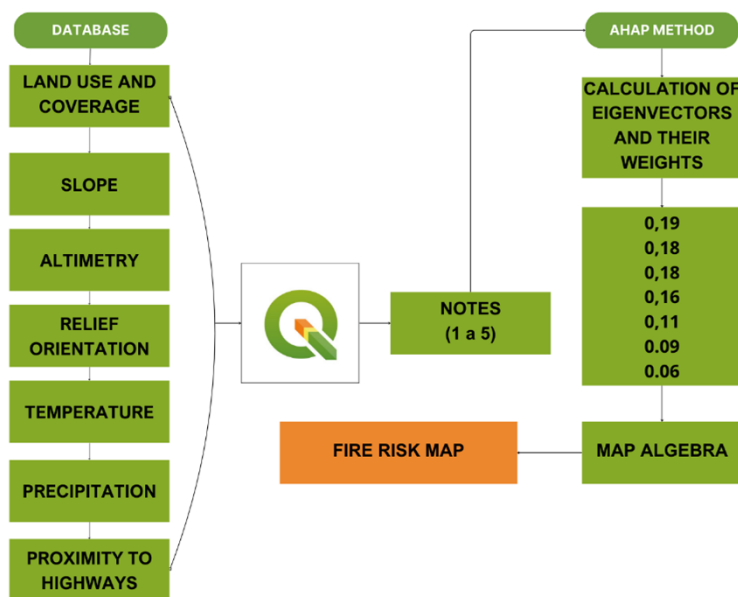 DATABASE
LAND USE AND
COVERAGE
SLOPE
ALTIMETRY
RELIEF
ORIENTATION
TEMPERATURE
PRECIPITATION
PROXIMITY TO
HIGHWAYS
NOTES
(1 a 5)
AHAP METHOD
CALCULATION OF
EIGENVECTORS
AND THEIR
WEIGHTS
0,19
0,18
0,18
0,16
0,11
0.09
0.06
MAP ALGEBRA
FIRE RISK MAP